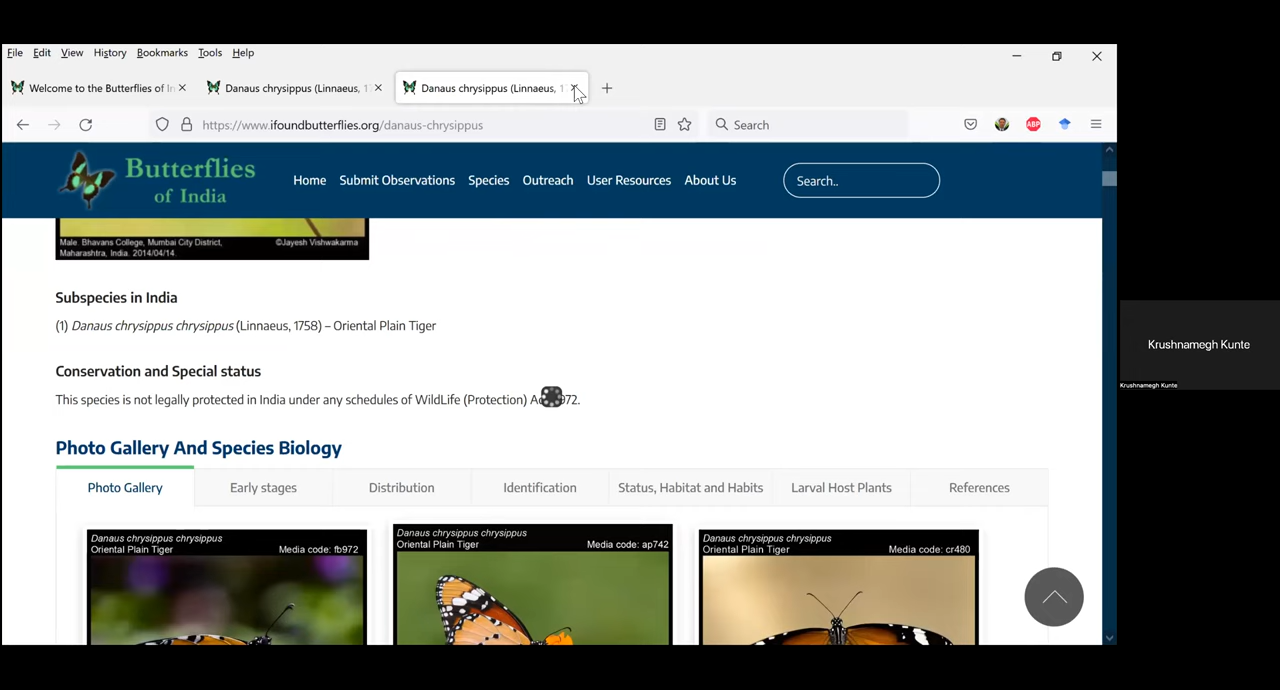 File Edit View History Bookmarks Tools Help
Welcome to the Butterflies of In
Danaus chrysippus (Linnaeus, 17
Danaus chrysippus (Linnaeus, 1
https://www.ifoundbutterflies.org/danaus-chrysippus
Search
ABP
Butterflies
of India
Home Submit Observations Species Outreach User Resources About Us
Search..
Male. Bhavans College, Mumbai City District, ©Jayesh Vishwakarma
Maharashtra, India. 2014/04/14.
Subspecies in India
(1) Danaus chrysippus chrysippus (Linnaeus, 1758) – Oriental Plain Tiger
Conservation and Special status
This species is not legally protected in India under any schedules of WildLife (Protection) Ac 972.
Photo Gallery And Species Biology
Photo Gallery Early stages Distribution Identification Status, Habitat and Habits Larval Host Plants References
Danaus chrysippus chrysippus
Oriental Plain Tiger Media code: fb972
Danaus chrysippus chrysippus
Oriental Plain Tiger Media code: ap742
Danaus chrysippus chrysippus
Oriental Plain Tiger Media code: cr480
Krushnamegh Kunte
Krushnamegh Kunte